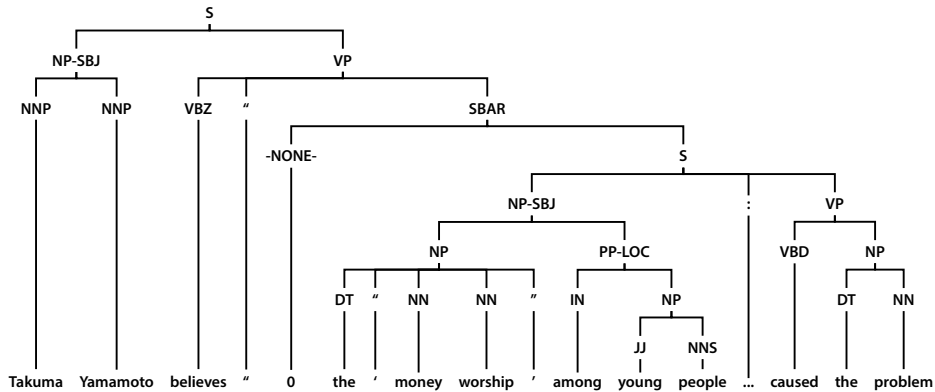 S
NP-SBJ VP
NNP NNP VBZ “ SBAR
-NONE- S
NP-SBJ : VP
NP PP-LOC VBD NP
DT “ NN NN ” IN NP DT NN
JJ NNS
Takuma Yamamoto believes “ 0 the ‘ money worship ’ among young people ... caused the problem